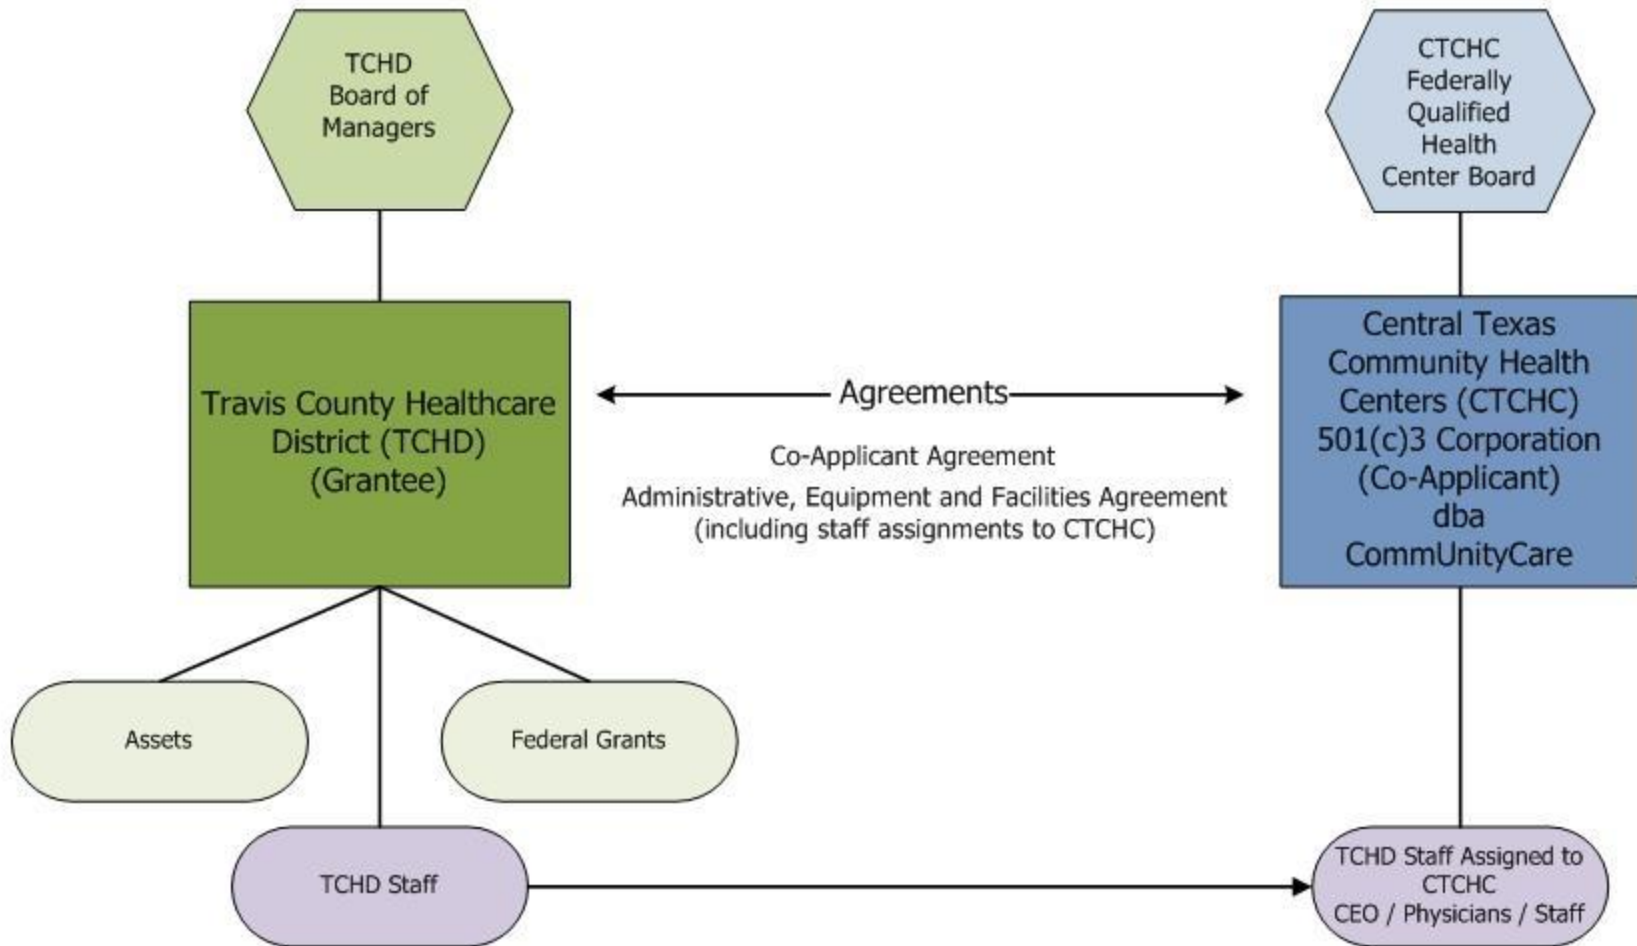 TCHD
Board of
Managers
CTCHC
Federally
Qualified
Health
Center Board
Travis County Healthcare
District (TCHD)
(Grantee)
Agreements
Co-Applicant Agreement
Administrative, Equipment and Facilities Agreement
(including staff assignments to CTCHC)
Central Texas
Community Health
Centers (CTCHC)
501(c)3 Corporation
(Co-Applicant)
dba
CommUnityCare
Assets
Federal Grants
TCHD Staff
TCHD Staff Assigned to
CTCHC
CEO / Physicians / Staff